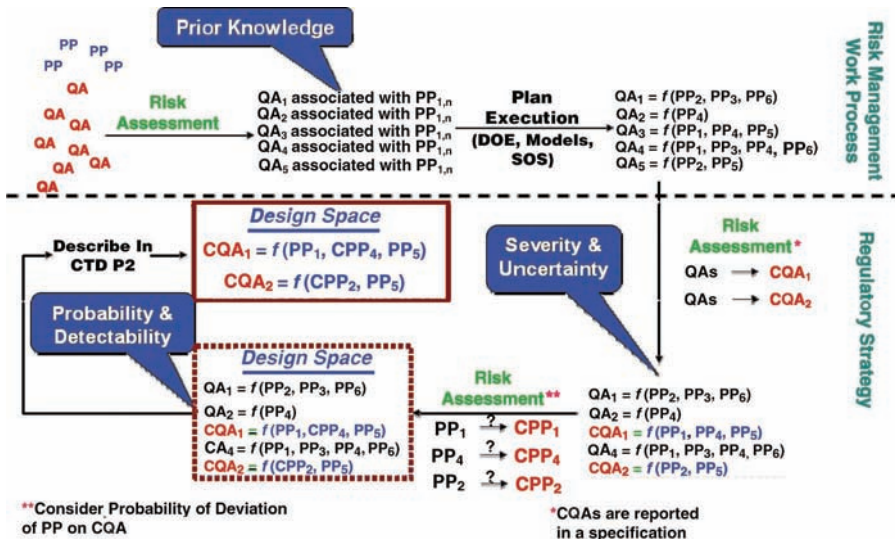 Prior Knowledge
PP
PP
PP
PP
PP
QA
QA
QA
QA
QA
QA
QA
QA
Risk
Assessment
QA1 associated with PP1,n
QA2 associated with PP1,n
QA3 associated with PP1,n
QA4 associated with PP1,n
QA5 associated with PP1,n
Plan
Execution
(DOE, Models,
SOS)
QA1 = f (PP2, PP3, PP6)
QA2 = f (PP4)
QA3 = f (PP1, PP4, PP5)
QA4 = f (PP1, PP3, PP4, PP6)
QA5 = f (PP2, PP5)
Risk Management
Work Process
Describe In
CTD P2
Design Space
CQA1 = f (PP1, CPP4, PP5)
CQA2 = f (CPP2, PP5)
Severity &
Uncertainty
Risk
Assessment*
QAs CQA1
QAs CQA2
Regulatory Strategy
Probability &
Detectability
Design Space
QA1 = f (PP2, PP3, PP6)
QA2 = f (PP4)
CQA1 = f (PP1, CPP4, PP5)
CA4 = f (PP1, PP3, PP4, PP6)
CQA2 = f (CPP2, PP5)
Risk
Assessment**
PP1 ? CPP1
PP4 ? CPP4
PP2 ? CPP2
QA1 = f (PP2, PP3, PP6)
QA2 = f (PP4)
CQA1 = f (PP1, PP4, PP5)
QA4 = f (PP1, PP3, PP4, PP6)
CQA2 = f (PP2, PP5)
**Consider Probability of Deviation
of PP on CQA
*CQAs are reported
in a specification